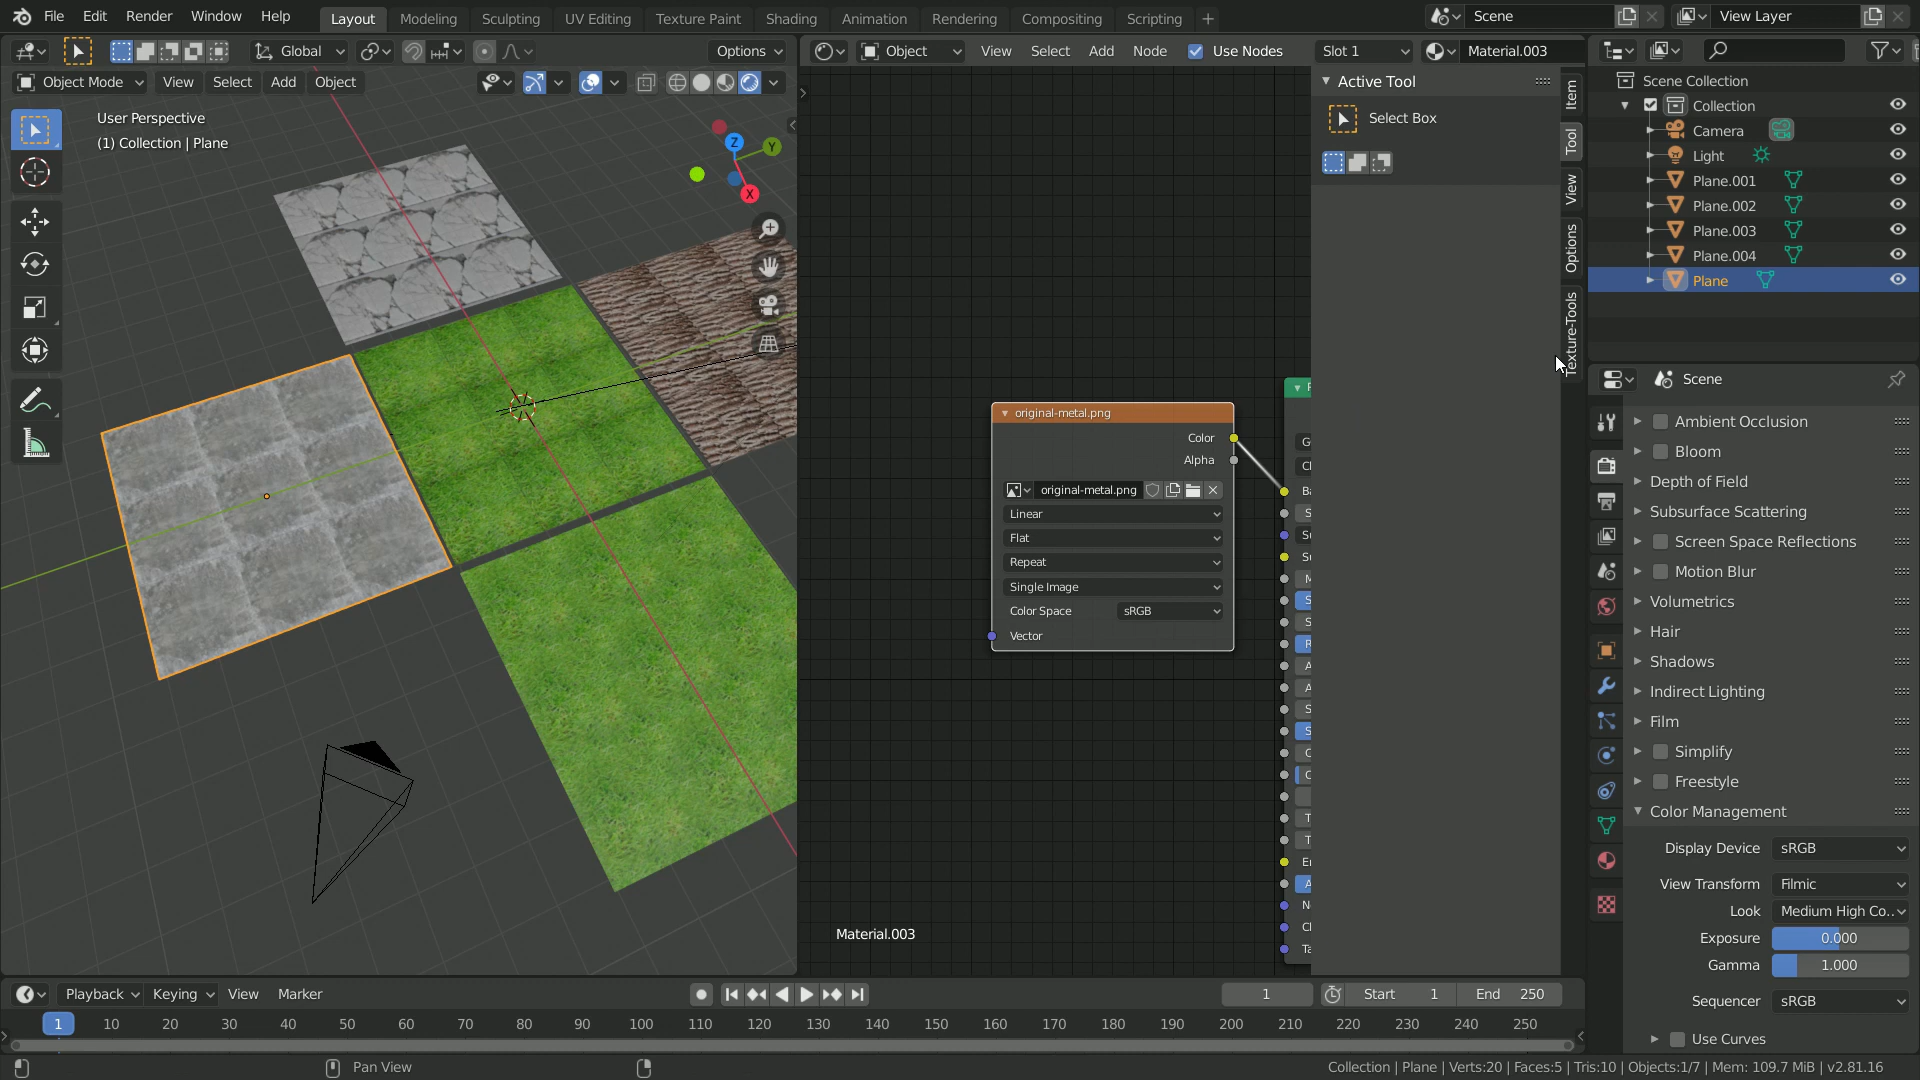 File Edit Render Window Help Layout Modeling Sculpting UV Editing Texture Paint Shading Animation Rendering Compositing Scripting + Scene View Layer
Global Options Object View Select Add Node Use Nodes Slot 1 Material.003
Object Mode View Select Add Object
User Perspective
(1) Collection | Plane
Z
Y
X
Active Tool
Select Box
Item
Tool
View
Options
Texture-Tools
original-metal.png
Color
Alpha
original-metal.png
Linear
Flat
Repeat
Single Image
Color Space sRGB
Vector
G
Cl
Ba
S
Su
Su
M
S
S
R
A
A
S
S
C
C
T
T
Er
A
N
Cl
Ta
Material.003
Scene Collection
Collection
Camera
Light
Plane.001
Plane.002
Plane.003
Plane.004
Plane
Scene
Ambient Occlusion
Bloom
Depth of Field
Subsurface Scattering
Screen Space Reflections
Motion Blur
Volumetrics
Hair
Shadows
Indirect Lighting
Film
Simplify
Freestyle
Color Management
Display Device sRGB
View Transform Filmic
Look Medium High Co..
Exposure 0.000
Gamma 1.000
Sequencer sRGB
Use Curves
Playback Keying View Marker 1 Start 1 End 250
1 10 20 30 40 50 60 70 80 90 100 110 120 130 140 150 160 170 180 190 200 210 220 230 240 250
Pan View Collection | Plane | Verts:20 | Faces:5 | Tris:10 | Objects:1/7 | Mem: 109.7 MiB | v2.81.16